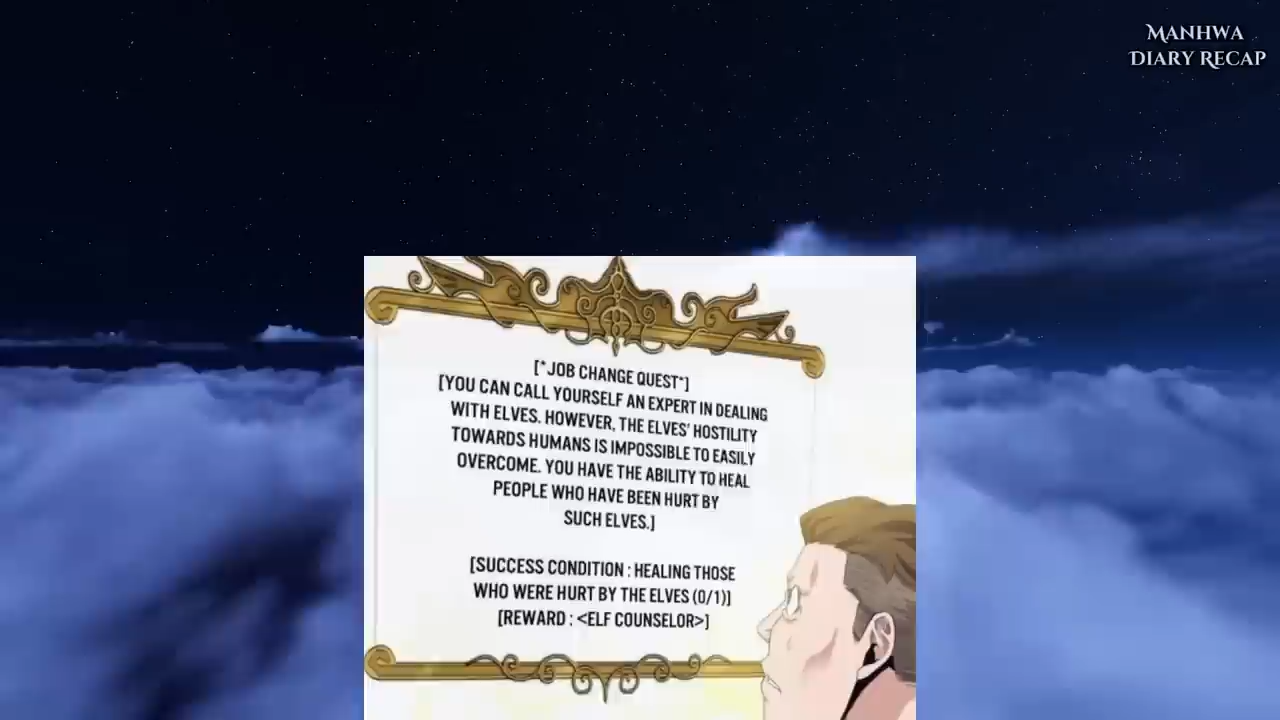 MANHWA
DIARY RECAP
[*JOB CHANGE QUEST*]
[YOU CAN CALL YOURSELF AN EXPERT IN DEALING
WITH ELVES. HOWEVER, THE ELVES' HOSTILITY
TOWARDS HUMANS IS IMPOSSIBLE TO EASILY
OVERCOME. YOU HAVE THE ABILITY TO HEAL
PEOPLE WHO HAVE BEEN HURT BY
SUCH ELVES.]
[SUCCESS CONDITION : HEALING THOSE
WHO WERE HURT BY THE ELVES (0/1)]
[REWARD : <ELF COUNSELOR>]